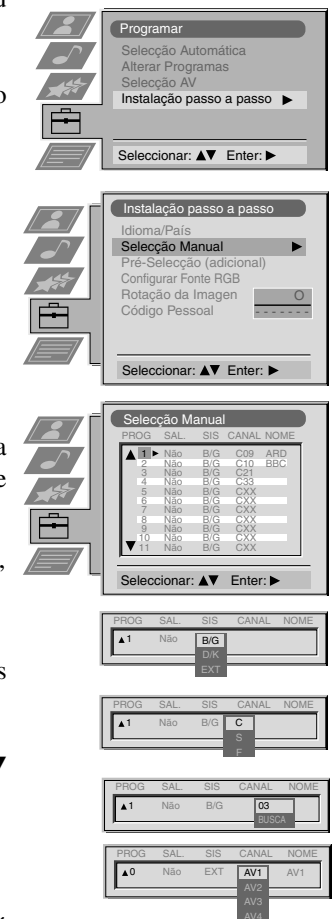 Programar
Selecção Automática
Alterar Programas
Selecção AV
Instalação passo a passo ▶
Seleccionar: ▲▼ Enter: ▶
Instalação passo a passo
Idioma/País
Selecção Manual ▶
Pré-Selecção (adicional)
Configurar Fonte RGB
Rotação da Imagen O
Código Pessoal - - - - - - -
Seleccionar: ▲▼ Enter: ▶
Selecção Manual
PROG SAL. SIS CANAL NOME
▲ 1 ▶ Não B/G C09 ARD
2 Não B/G C10 BBC
3 Não B/G C21
4 Não B/G C33
5 Não B/G CXX
6 Não B/G CXX
7 Não B/G CXX
8 Não B/G CXX
9 Não B/G CXX
10 Não B/G CXX
▼ 11 Não B/G CXX
Seleccionar: ▲▼ Enter: ▶
PROG SAL. SIS CANAL NOME
▲1 Não B/G
D/K
EXT
PROG SAL. SIS CANAL NOME
▲1 Não B/G C
S
F
PROG SAL. SIS CANAL NOME
▲1 Não B/G 03
BUSCA
PROG SAL. SIS CANAL NOME
▲0 Não EXT AV1 AV1
AV2
AV3
AV4